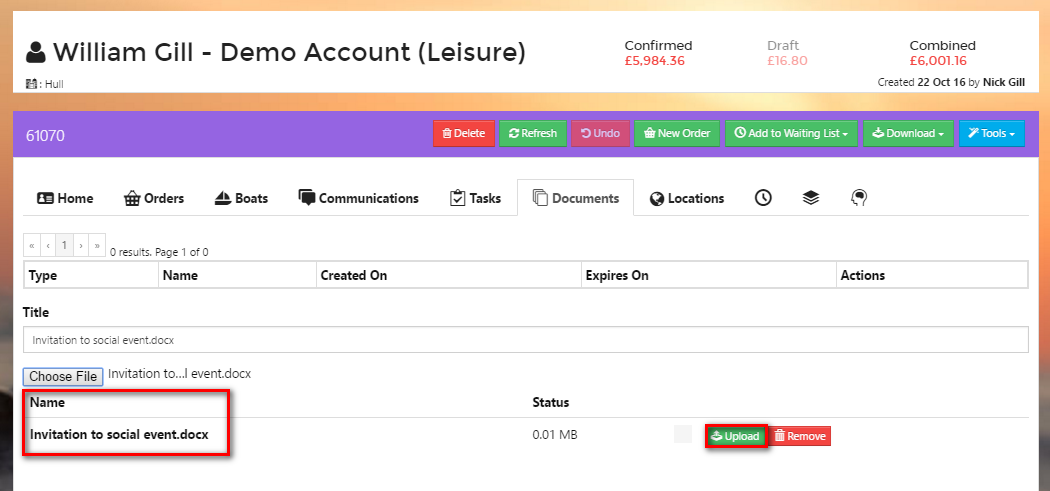 William Gill - Demo Account (Leisure)
Confirmed Draft Combined
£5,984.36 £16.80 £6,001.16
: Hull
Created 22 Oct 16 by Nick Gill
61070 Delete Refresh Undo New Order Add to Waiting List Download Tools
Home Orders Boats Communications Tasks Documents Locations
« ‹ 1 › » 0 results. Page 1 of 0
Type Name Created On Expires On Actions
Title
Invitation to social event.docx
Choose File Invitation to...l event.docx
Name Status
Invitation to social event.docx 0.01 MB Upload Remove